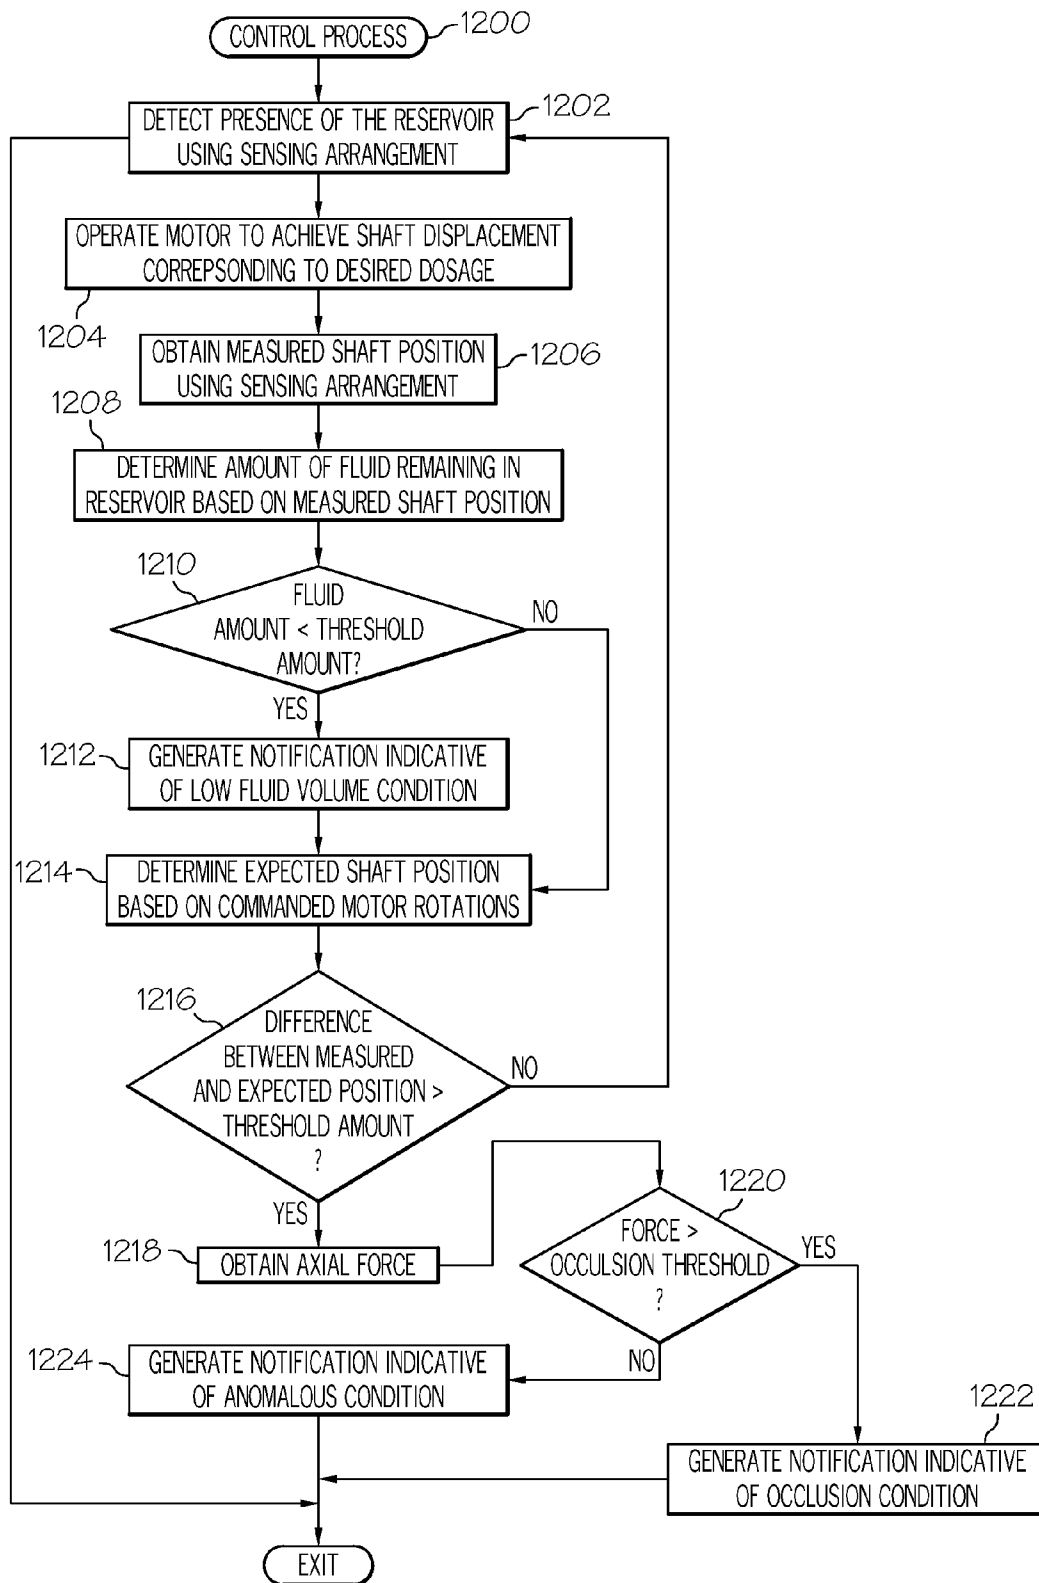 CONTROL PROCESS
1200
DETECT PRESENCE OF THE RESERVOIR
USING SENSING ARRANGEMENT
1202
OPERATE MOTOR TO ACHIEVE SHAFT DISPLACEMENT
CORREPSONDING TO DESIRED DOSAGE
1204
OBTAIN MEASURED SHAFT POSITION
USING SENSING ARRANGEMENT
1206
1208
DETERMINE AMOUNT OF FLUID REMAINING IN
RESERVOIR BASED ON MEASURED SHAFT POSITION
1210
FLUID
AMOUNT < THRESHOLD
AMOUNT?
NO
YES
1212
GENERATE NOTIFICATION INDICATIVE
OF LOW FLUID VOLUME CONDITION
1214
DETERMINE EXPECTED SHAFT POSITION
BASED ON COMMANDED MOTOR ROTATIONS
1216
DIFFERENCE
BETWEEN MEASURED
AND EXPECTED POSITION >
THRESHOLD AMOUNT
?
NO
YES
1218
OBTAIN AXIAL FORCE
1220
FORCE >
OCCULSION THRESHOLD
?
YES
NO
1224
GENERATE NOTIFICATION INDICATIVE
OF ANOMALOUS CONDITION
1222
GENERATE NOTIFICATION INDICATIVE
OF OCCLUSION CONDITION
EXIT